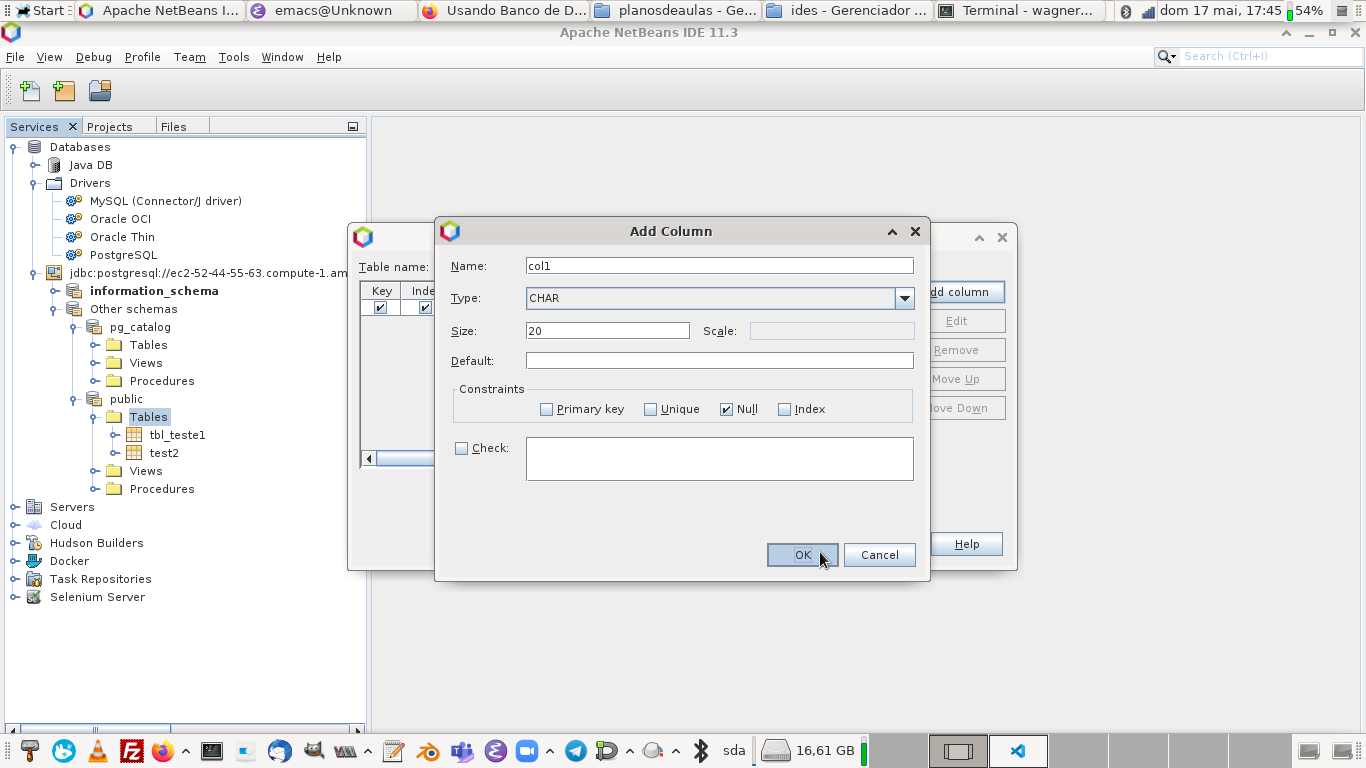 Start Apache NetBeans I... emacs@Unknown Usando Banco de D... planosdeaulas - Ge... ides - Gerenciador ... Terminal - wagner... dom 17 mai, 17:45 54%
Apache NetBeans IDE 11.3
File View Debug Profile Team Tools Window Help
Search (Ctrl+I)
Services Projects Files
Databases
Java DB
Drivers
MySQL (Connector/J driver)
Oracle OCI
Oracle Thin
PostgreSQL
jdbc:postgresql://ec2-52-44-55-63.compute-1.am
information_schema
Other schemas
pg_catalog
Tables
Views
Procedures
public
Tables
tbl_teste1
test2
Views
Procedures
Servers
Cloud
Hudson Builders
Docker
Task Repositories
Selenium Server
Table name:
Key Inde
dd column
Edit
Remove
Move Up
ove Down
Help
Add Column
Name: col1
Type: CHAR
Size: 20 Scale:
Default:
Constraints
Primary key Unique Null Index
Check:
OK Cancel
sda 16,61 GB